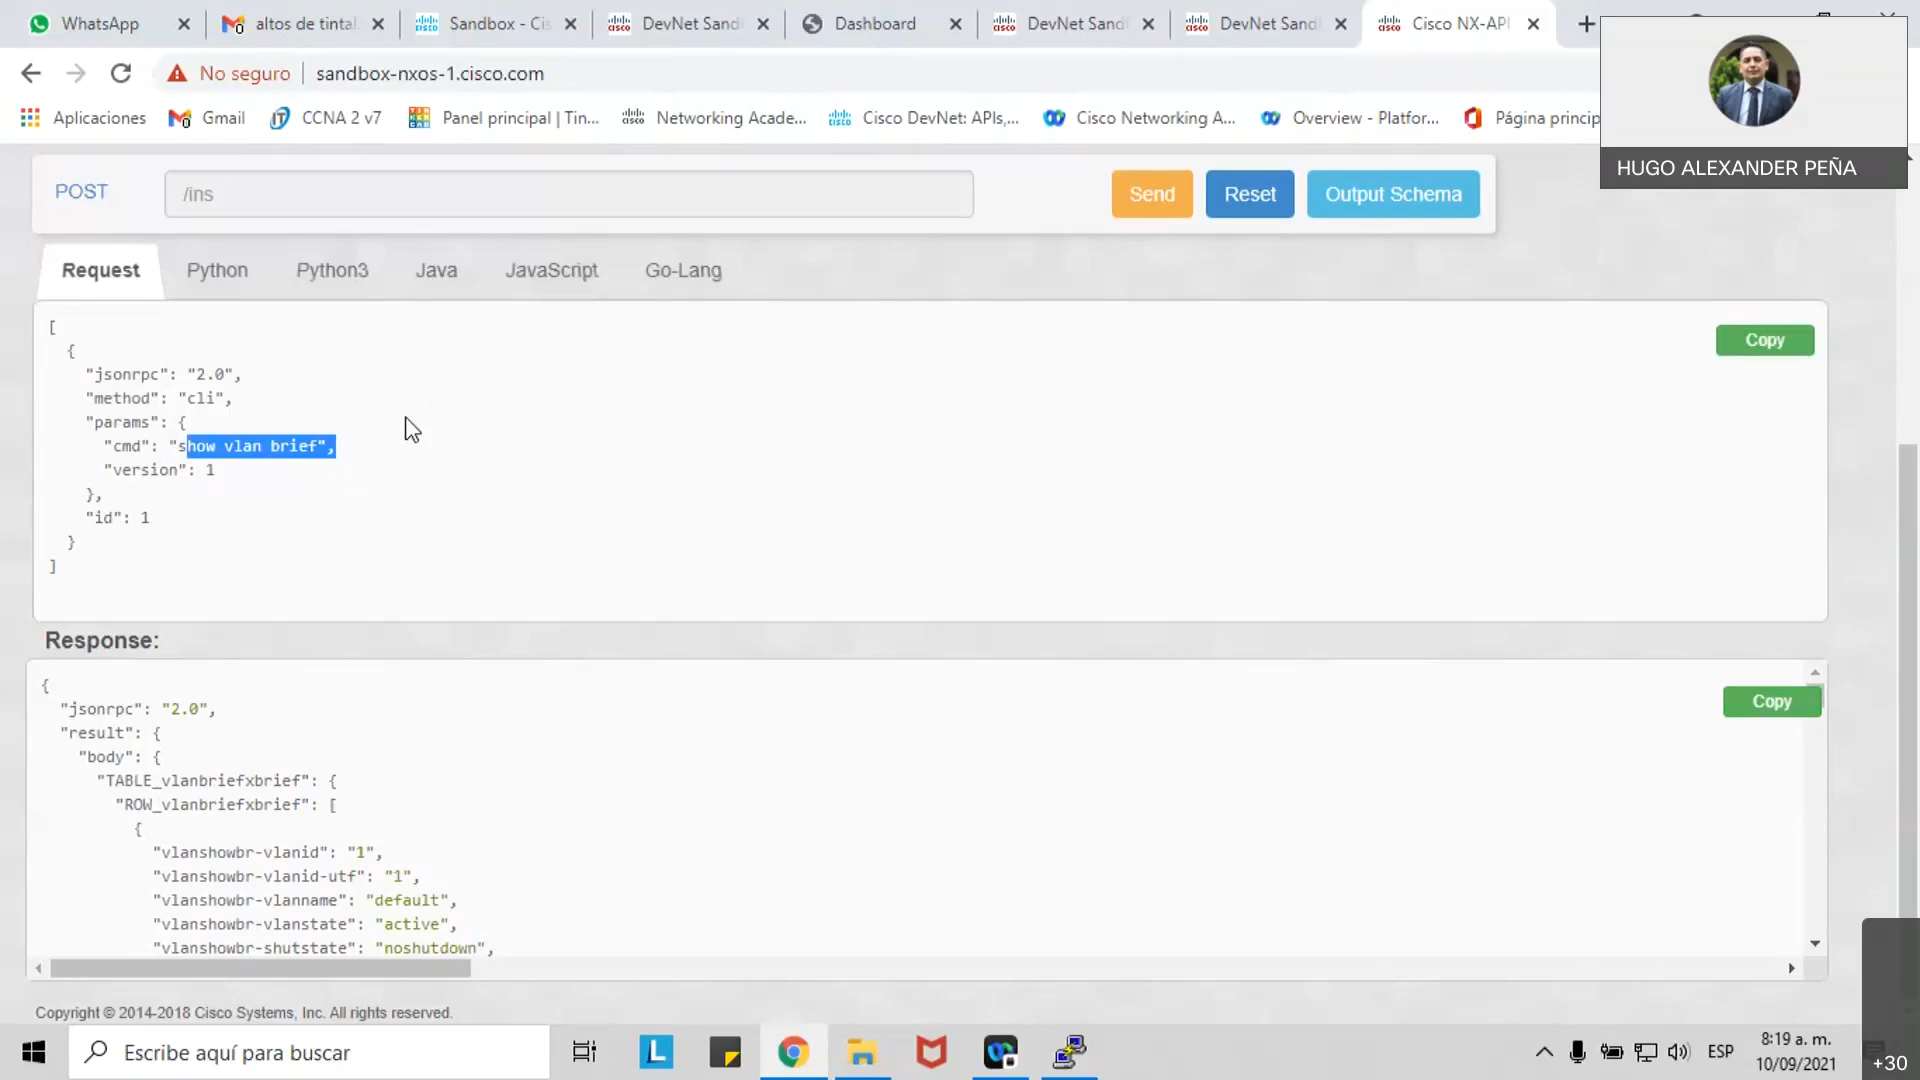 WhatsApp
altos de tintal
Sandbox - Cis
DevNet Sand
Dashboard
DevNet Sand
DevNet Sand
Cisco NX-API
No seguro
sandbox-nxos-1.cisco.com
Aplicaciones
Gmail
CCNA 2 v7
Panel principal | Tin...
Networking Acade...
Cisco DevNet: APIs,...
Cisco Networking A...
Overview - Platfor...
Página princip
HUGO ALEXANDER PEÑA
POST
/ins
Send
Reset
Output Schema
Request
Python
Python3
Java
JavaScript
Go-Lang
[
{
"jsonrpc": "2.0",
"method": "cli",
"params": {
"cmd": "show vlan brief",
"version": 1
},
"id": 1
}
]
Copy
Response:
{
"jsonrpc": "2.0",
"result": {
"body": {
"TABLE_vlanbriefxbrief": {
"ROW_vlanbriefxbrief": [
{
"vlanshowbr-vlanid": "1",
"vlanshowbr-vlanid-utf": "1",
"vlanshowbr-vlanname": "default",
"vlanshowbr-vlanstate": "active",
"vlanshowbr-shutstate": "noshutdown",
Copy
Copyright © 2014-2018 Cisco Systems, Inc. All rights reserved.
Escribe aquí para buscar
L
ESP
8:19 a. m.
10/09/2021
+30